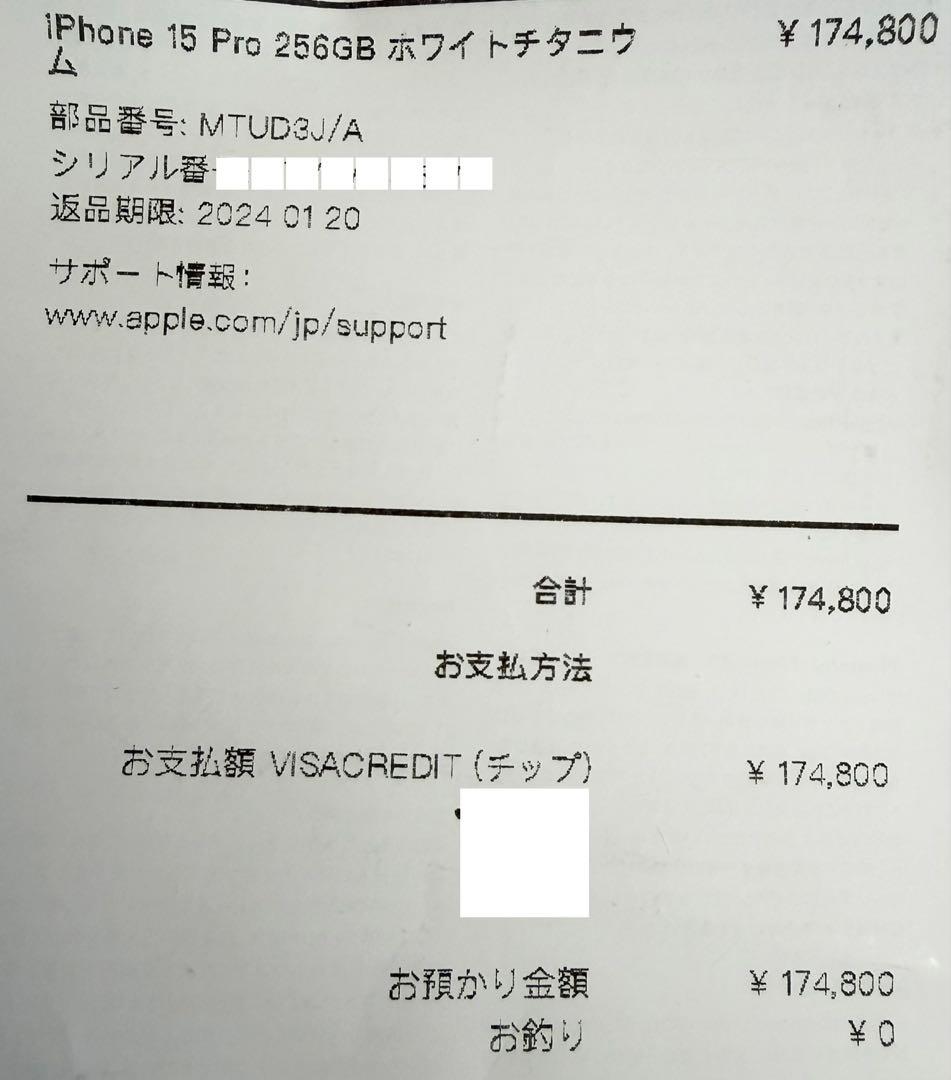 iPhone 15 Pro 256GB ホワイトチタニウ
ム
¥ 174,800
部品番号: MTUD3J/A
シリアル番
返品期限: 2024 01 20
サポート情報:
www.apple.com/jp/support
合計 ¥ 174,800
お支払方法
お支払額 VISACREDIT (チップ) ¥ 174,800
お預かり金額 ¥ 174,800
お釣り ¥ 0